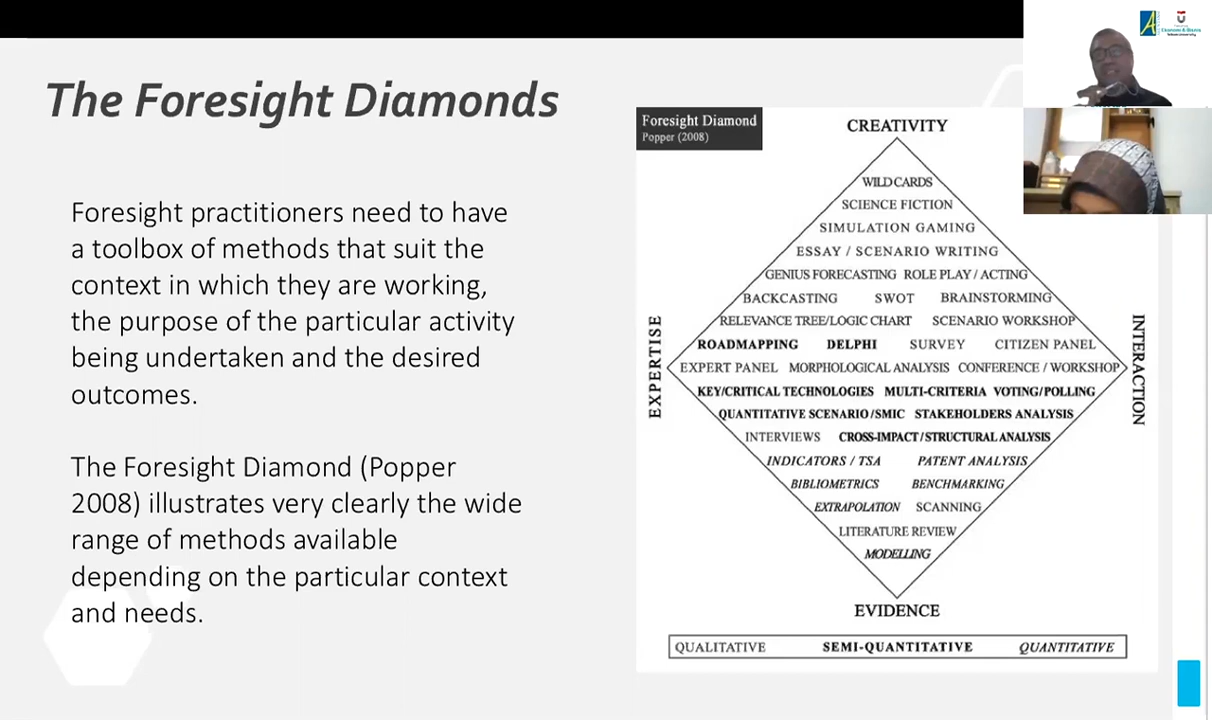 The Foresight Diamonds
Foresight practitioners need to have
a toolbox of methods that suit the
context in which they are working,
the purpose of the particular activity
being undertaken and the desired
outcomes.
The Foresight Diamond (Popper
2008) illustrates very clearly the wide
range of methods available
depending on the particular context
and needs.
Foresight Diamond
Popper (2008)
CREATIVITY
WILD CARDS
SCIENCE FICTION
SIMULATION GAMING
ESSAY / SCENARIO WRITING
GENIUS FORECASTING ROLE PLAY / ACTING
BACKCASTING SWOT BRAINSTORMING
RELEVANCE TREE/LOGIC CHART SCENARIO WORKSHOP
ROADMAPPING DELPHI SURVEY CITIZEN PANEL
EXPERT PANEL MORPHOLOGICAL ANALYSIS CONFERENCE / WORKSHOP
KEY/CRITICAL TECHNOLOGIES MULTI-CRITERIA VOTING/POLLING
QUANTITATIVE SCENARIO/SMIC STAKEHOLDERS ANALYSIS
INTERVIEWS CROSS-IMPACT/STRUCTURAL ANALYSIS
INDICATORS / TSA PATENT ANALYSIS
BIBLIOMETRICS BENCHMARKING
EXTRAPOLATION SCANNING
LITERATURE REVIEW
MODELLING
EVIDENCE
EXPERTISE
INTERACTION
QUALITATIVE SEMI-QUANTITATIVE QUANTITATIVE